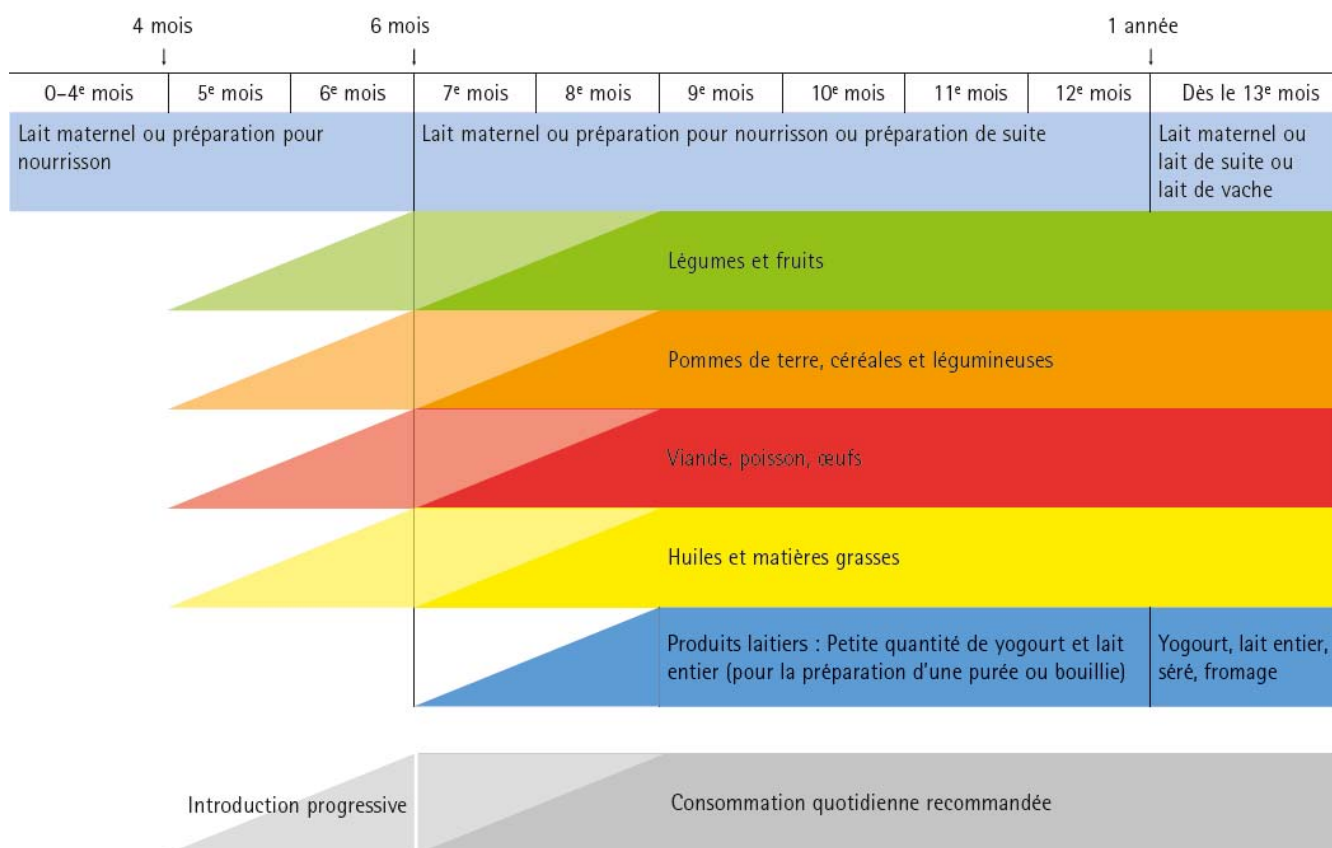 4 mois
6 mois
1 année
0–4e mois
5e mois
6e mois
7e mois
8e mois
9e mois
10e mois
11e mois
12e mois
Dès le 13e mois
Lait maternel ou préparation pour
nourrisson
Lait maternel ou préparation pour nourrisson ou préparation de suite
Lait maternel ou
lait de suite ou
lait de vache
Légumes et fruits
Pommes de terre, céréales et légumineuses
Viande, poisson, œufs
Huiles et matières grasses
Produits laitiers : Petite quantité de yogourt et lait
entier (pour la préparation d'une purée ou bouillie)
Yogourt, lait entier,
séré, fromage
Introduction progressive
Consommation quotidienne recommandée